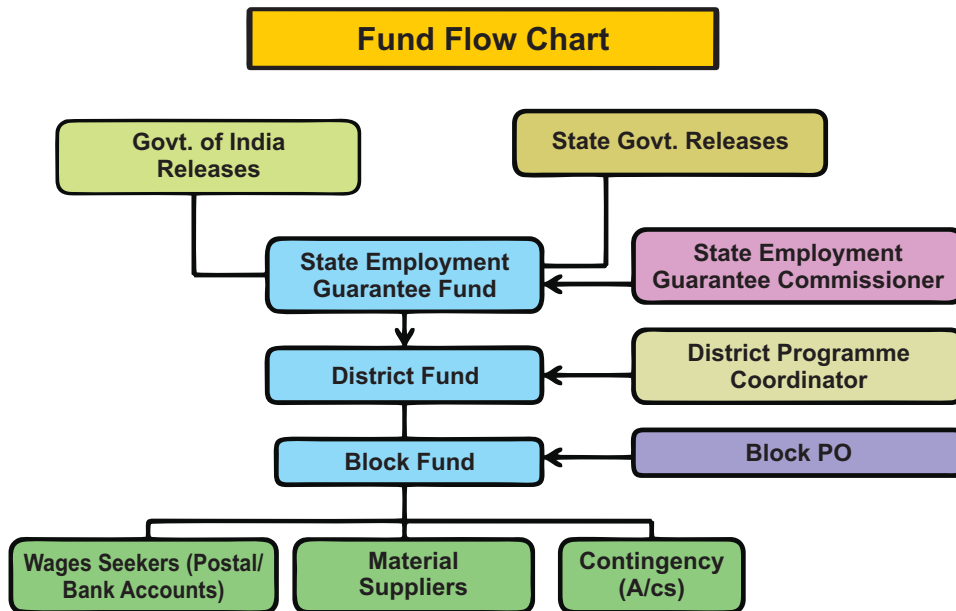 Fund Flow Chart
Govt. of India
Releases
State Govt. Releases
State Employment
Guarantee Fund
State Employment
Guarantee Commissioner
District Fund
District Programme
Coordinator
Block Fund
Block PO
Wages Seekers (Postal/
Bank Accounts)
Material
Suppliers
Contingency
(A/cs)